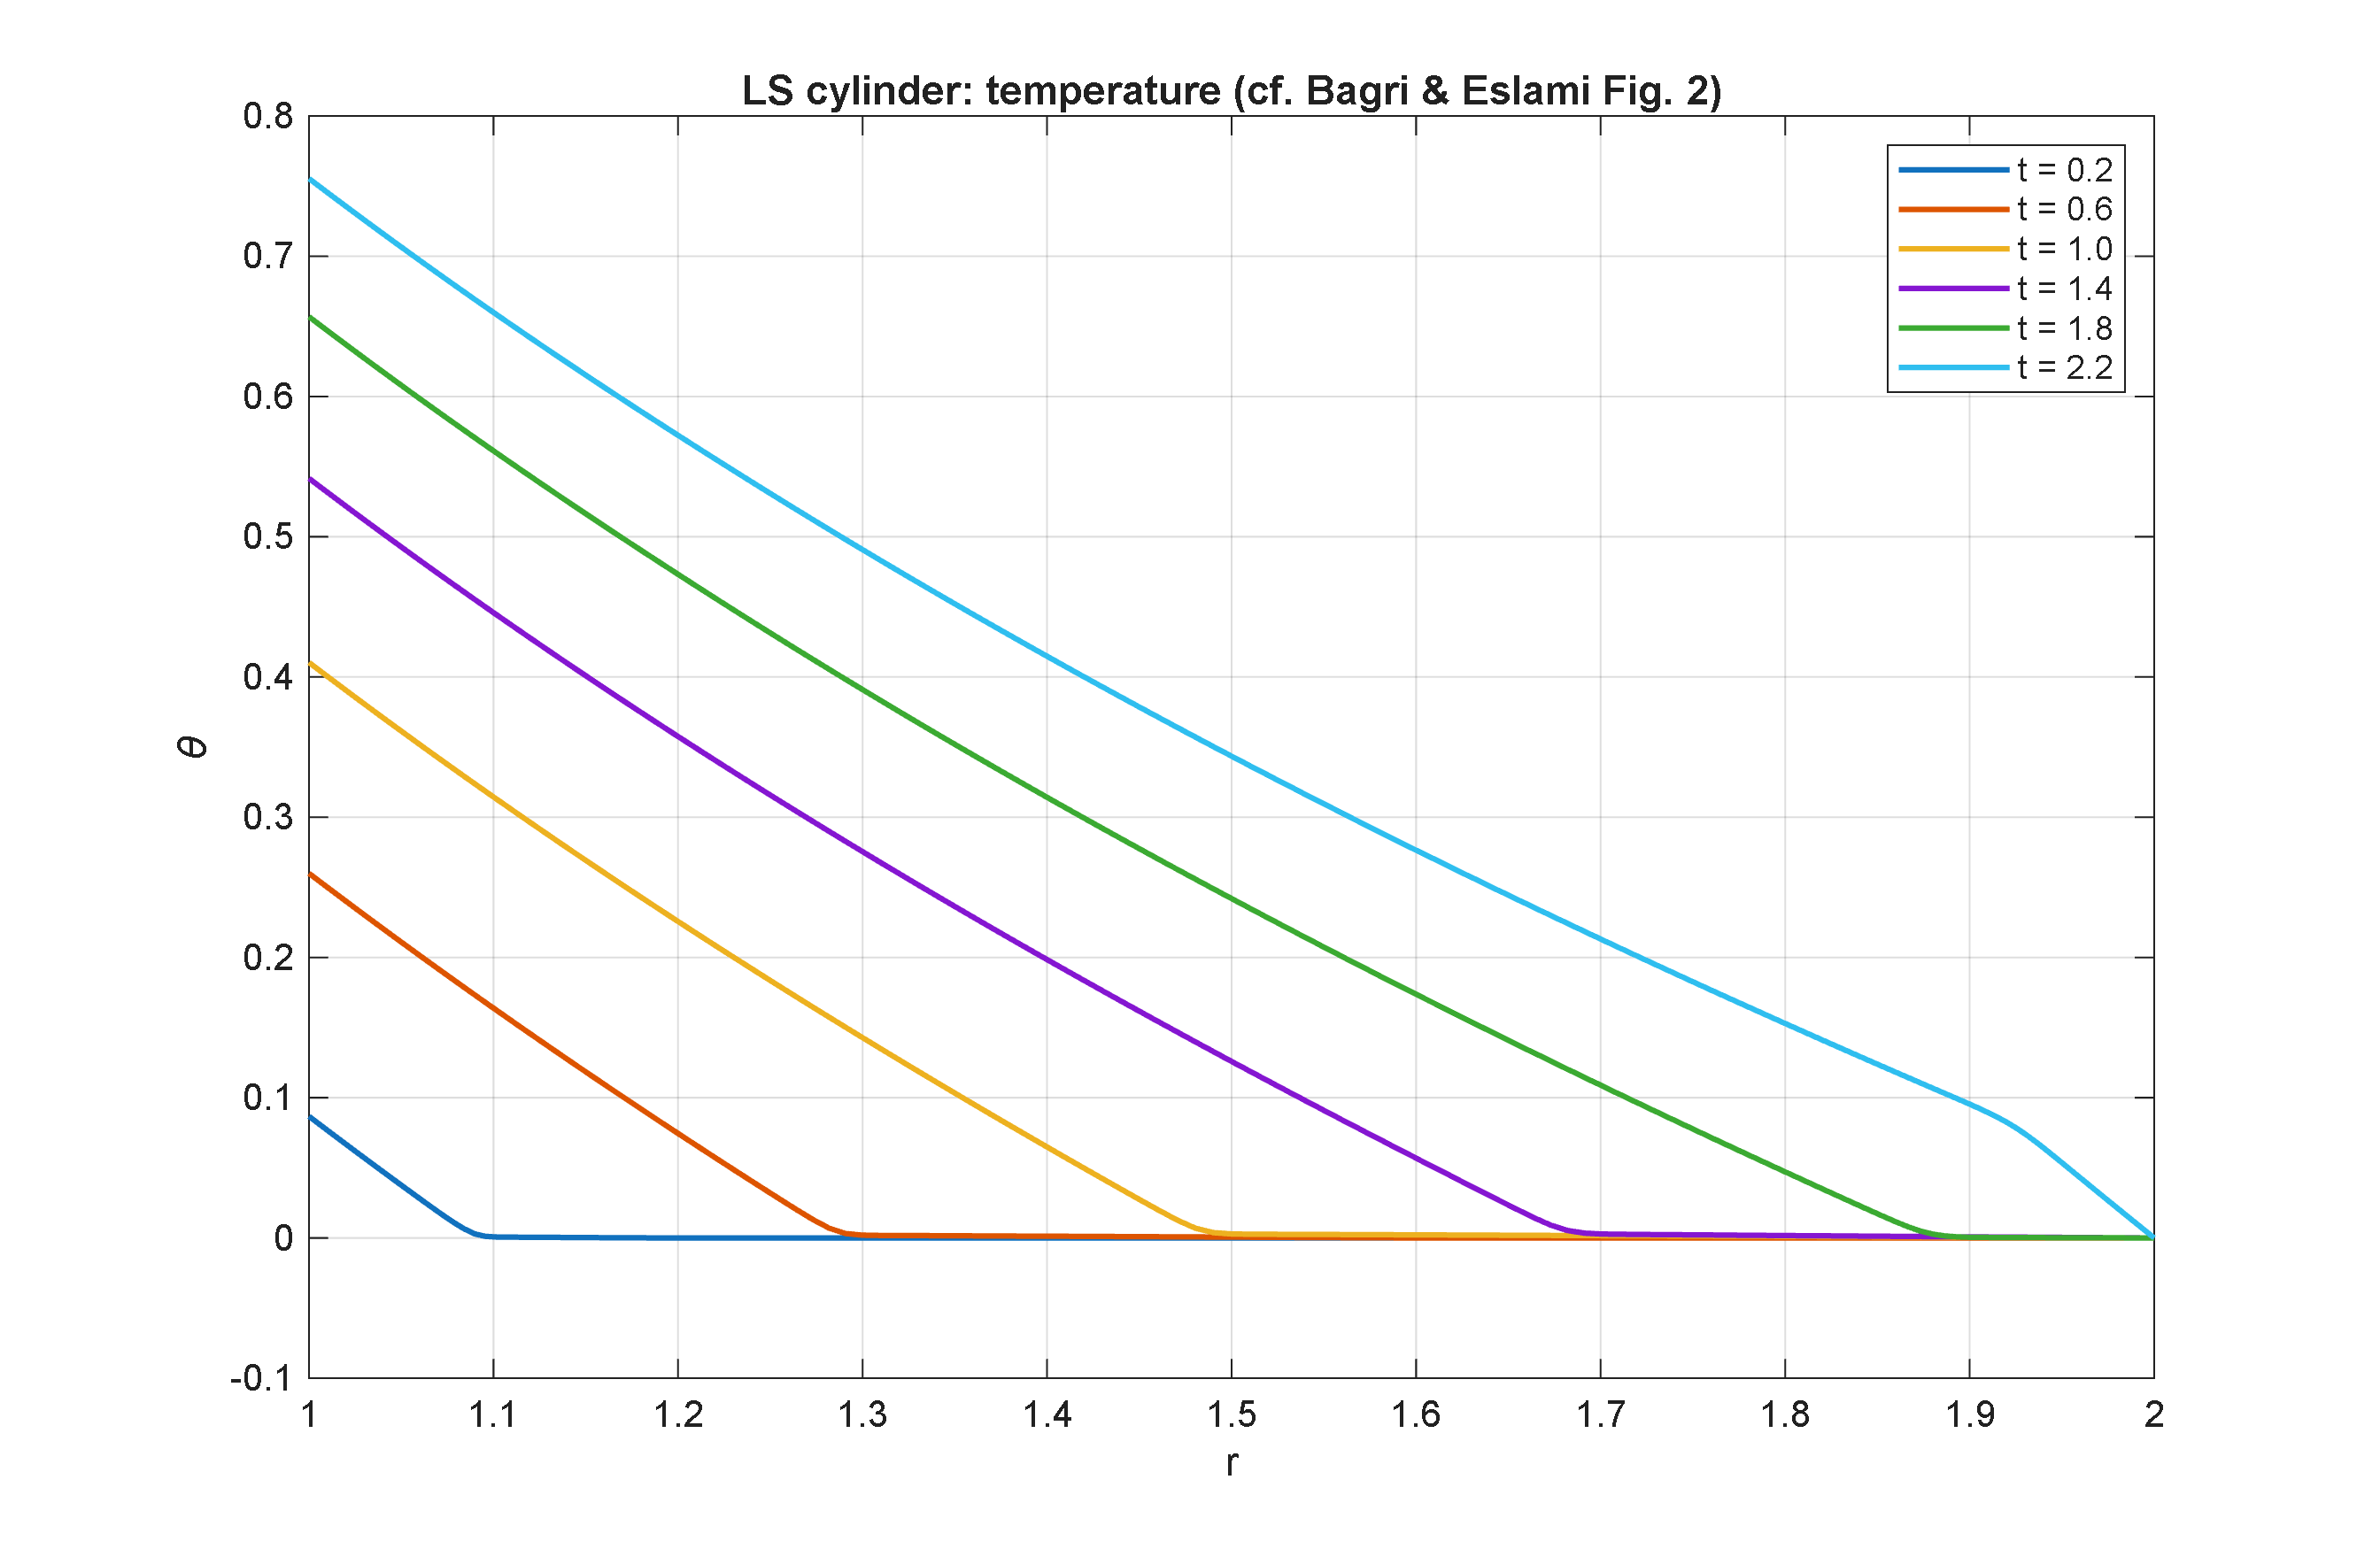 LS cylinder: temperature (cf. Bagri & Eslami Fig. 2)
0.8
0.7
0.6
0.5
0.4
0.3
0.2
0.1
0
-0.1
θ
t = 0.2
t = 0.6
t = 1.0
t = 1.4
t = 1.8
t = 2.2
1 1.1 1.2 1.3 1.4 1.5 1.6 1.7 1.8 1.9 2
r